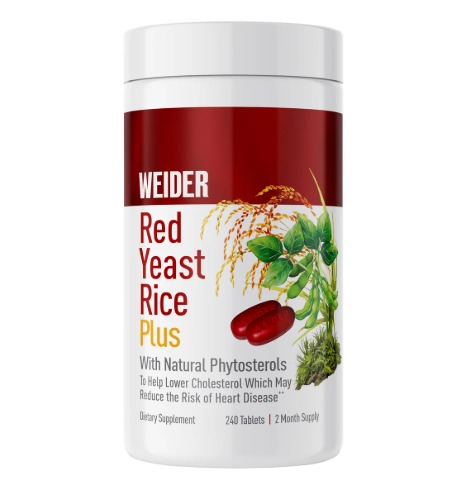 WEIDER
Red
Yeast
Rice
Plus
With Natural Phytosterols
To Help Lower Cholesterol Which May
Reduce the Risk of Heart Disease**
Dietary Supplement 240 Tablets | 2 Month Supply